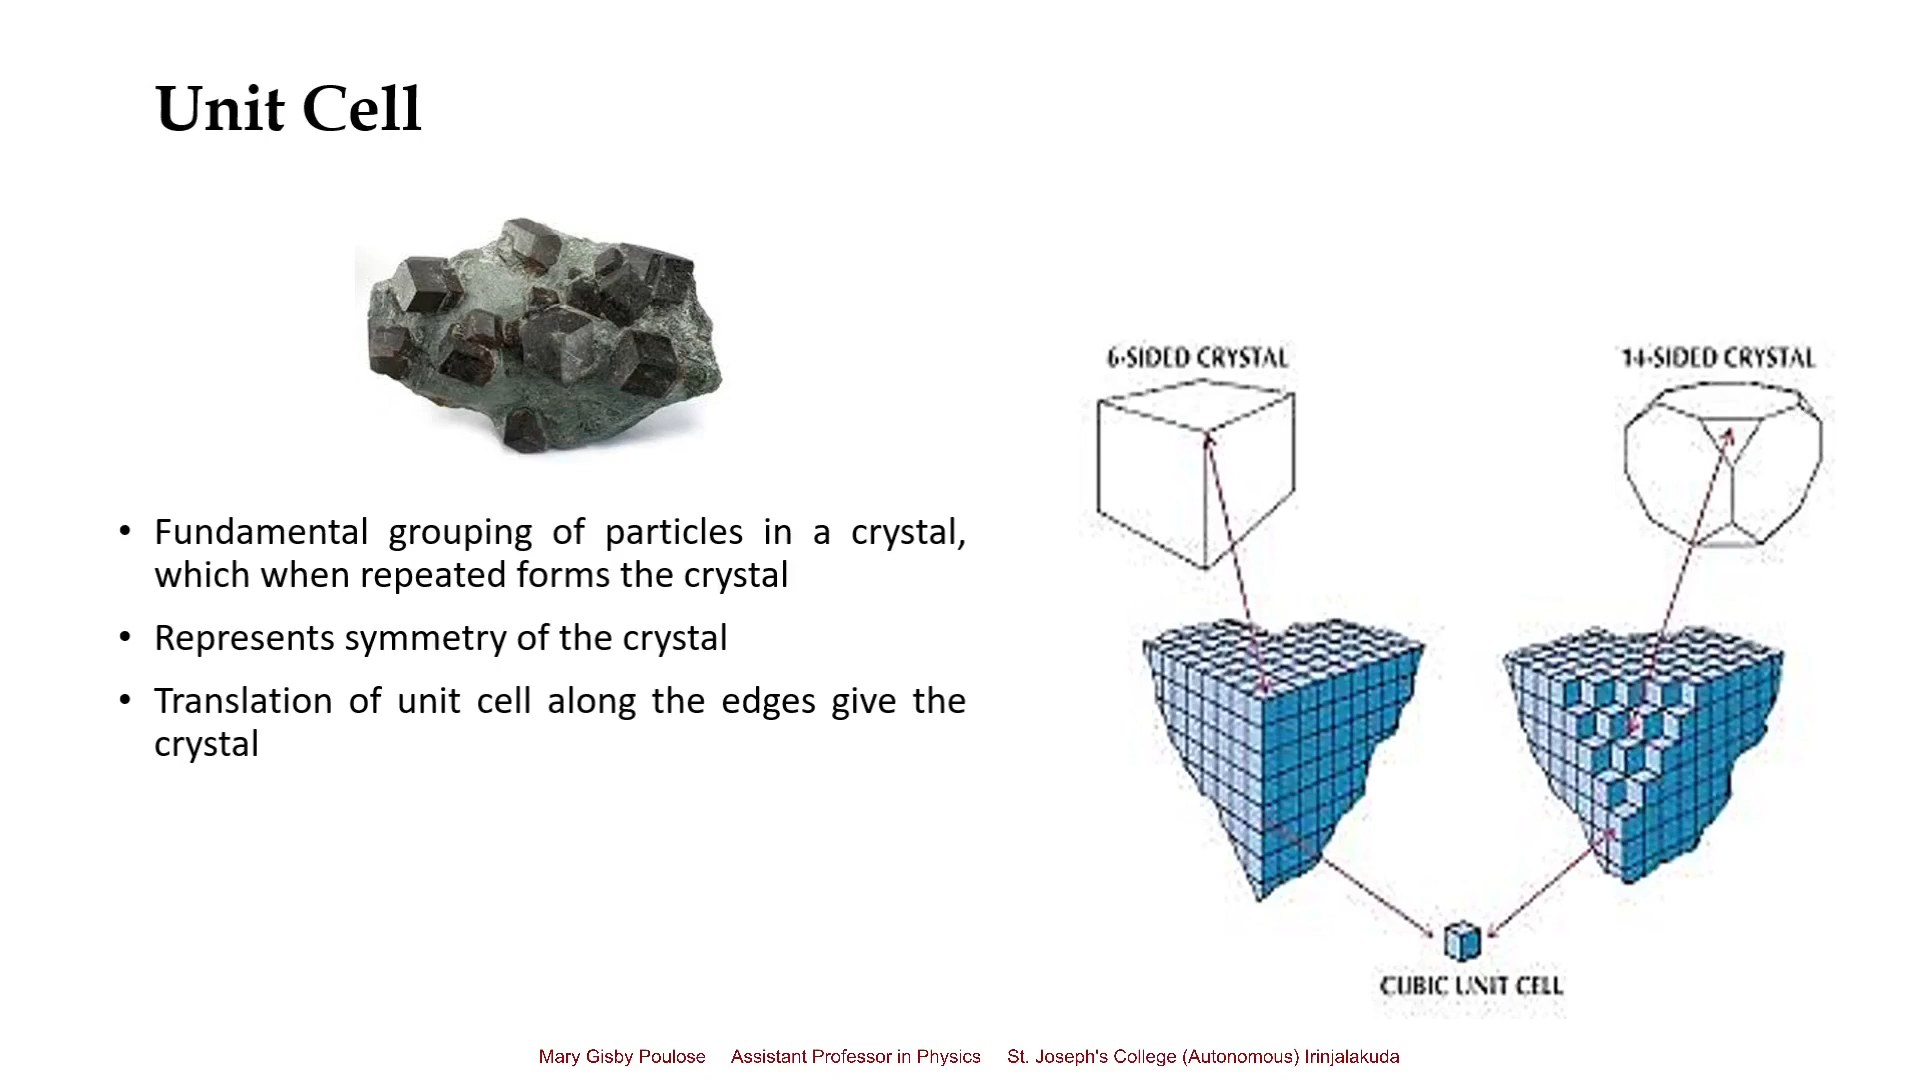 Unit Cell
• Fundamental grouping of particles in a crystal,
which when repeated forms the crystal
• Represents symmetry of the crystal
• Translation of unit cell along the edges give the
crystal
6-SIDED CRYSTAL
14-SIDED CRYSTAL
CUBIC UNIT CELL
Mary Gisby Poulose Assistant Professor in Physics St. Joseph's College (Autonomous) Irinjalakuda